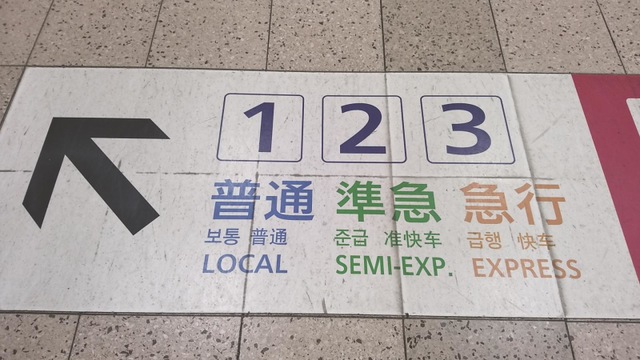 1 2 3
普通 準急 急行
보통 普通 준급 准快车 급행 快车
LOCAL SEMI-EXP. EXPRESS